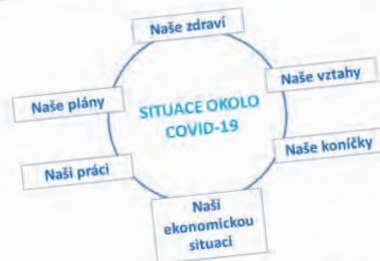 Naše zdraví
Naše vztahy
Naše plány
SITUACE OKOLO
COVID-19
Naše koníčky
Naši práci
Naši
ekonomickou
situaci